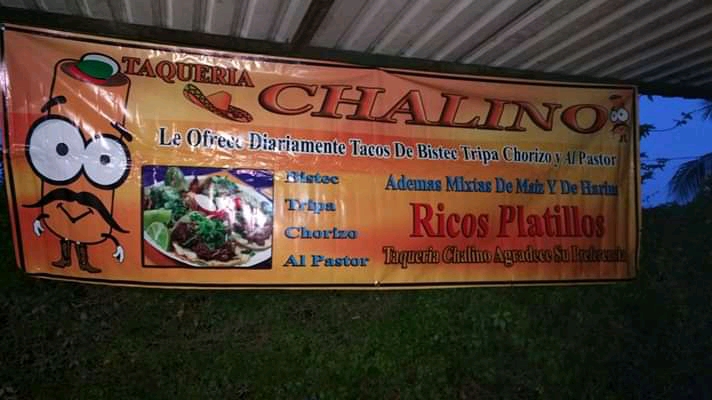 TAQUERIA
CHALINO
Le Ofrece Diariamente Tacos De Bistec Tripa Chorizo y Al Pastor
Bistec
Tripa
Chorizo
Al Pastor
Ademas Mixtas De Maiz Y De Harina
Ricos Platillos
Taqueria Chalino Agradece Su Preferencia